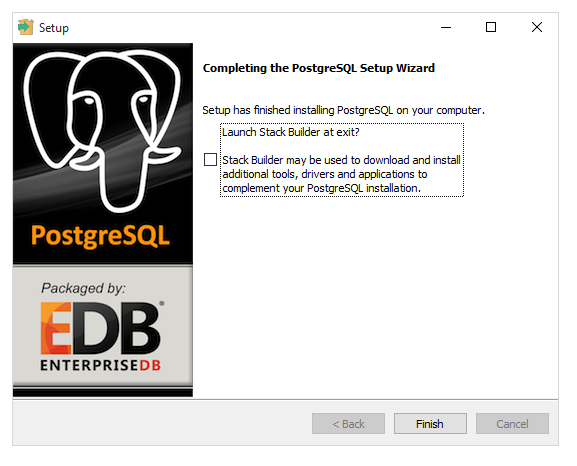 Setup
Completing the PostgreSQL Setup Wizard
Setup has finished installing PostgreSQL on your computer.
Launch Stack Builder at exit?
Stack Builder may be used to download and install
additional tools, drivers and applications to
complement your PostgreSQL installation.
PostgreSQL
Packaged by:
EDB®
ENTERPRISEDB
< Back
Finish
Cancel